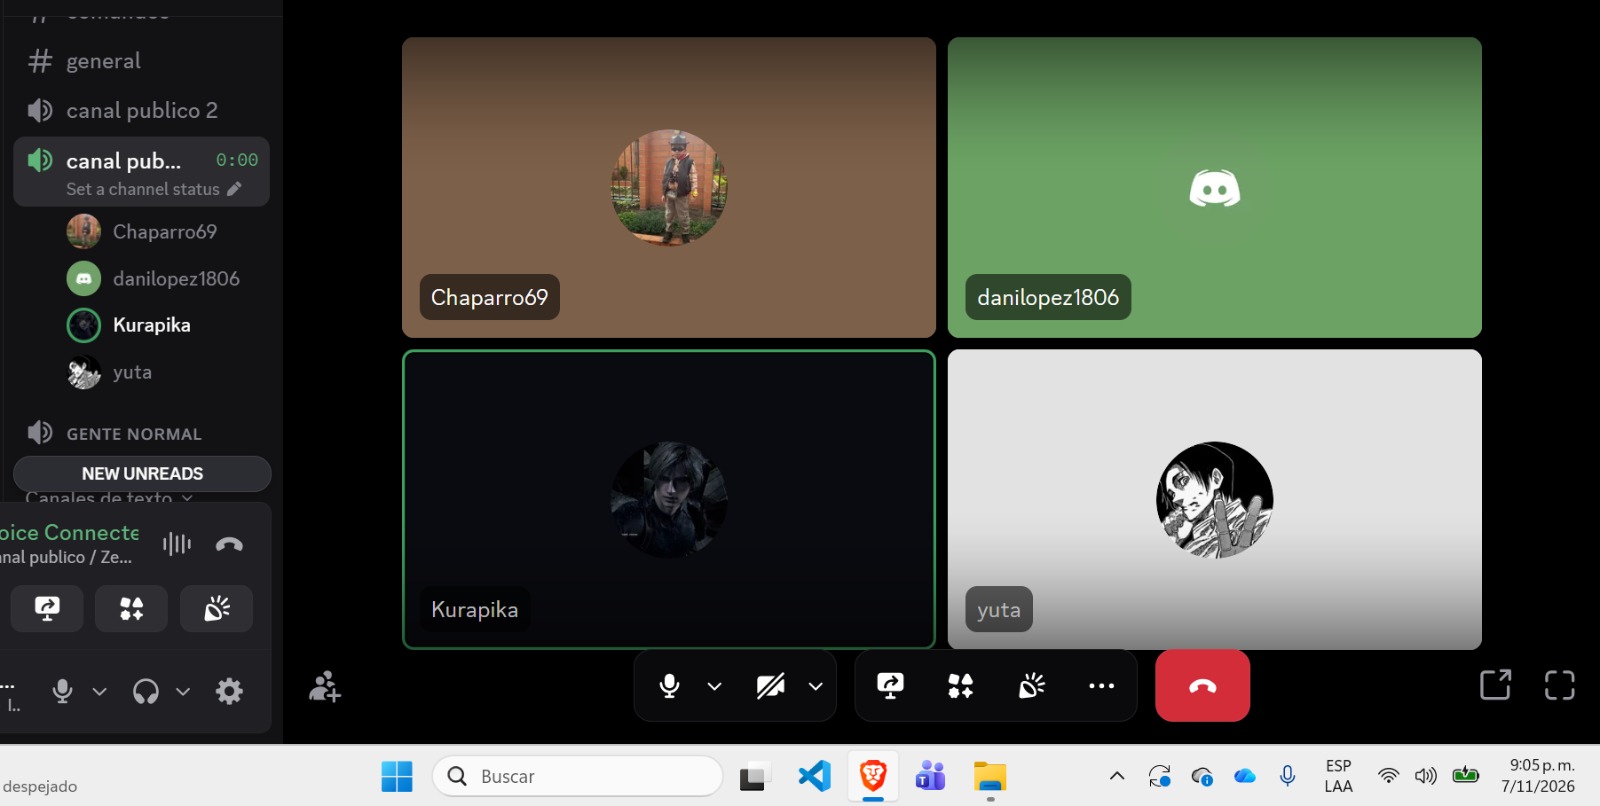 general
canal publico 2
canal pub... 0:00
Set a channel status
Chaparro69
danilopez1806
Kurapika
yuta
GENTE NORMAL
NEW UNREADS
Canales de texto
oice Connecte
anal publico / Ze...
...
l..
Chaparro69
danilopez1806
Kurapika
yuta
despejado
Buscar
ESP
LAA
9:05 p. m.
7/11/2026